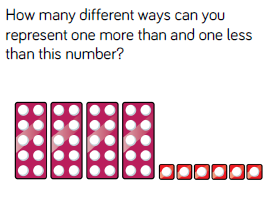 How many different ways can you
represent one more than and one less
than this number?